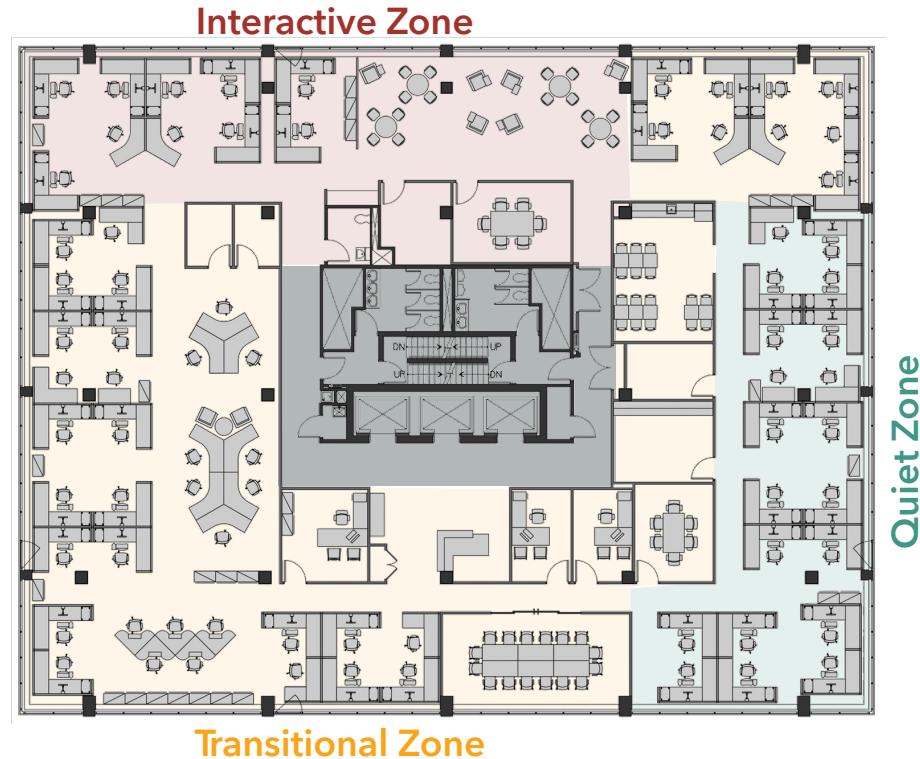 Interactive Zone
DN UP
UP DN
Quiet Zone
Transitional Zone